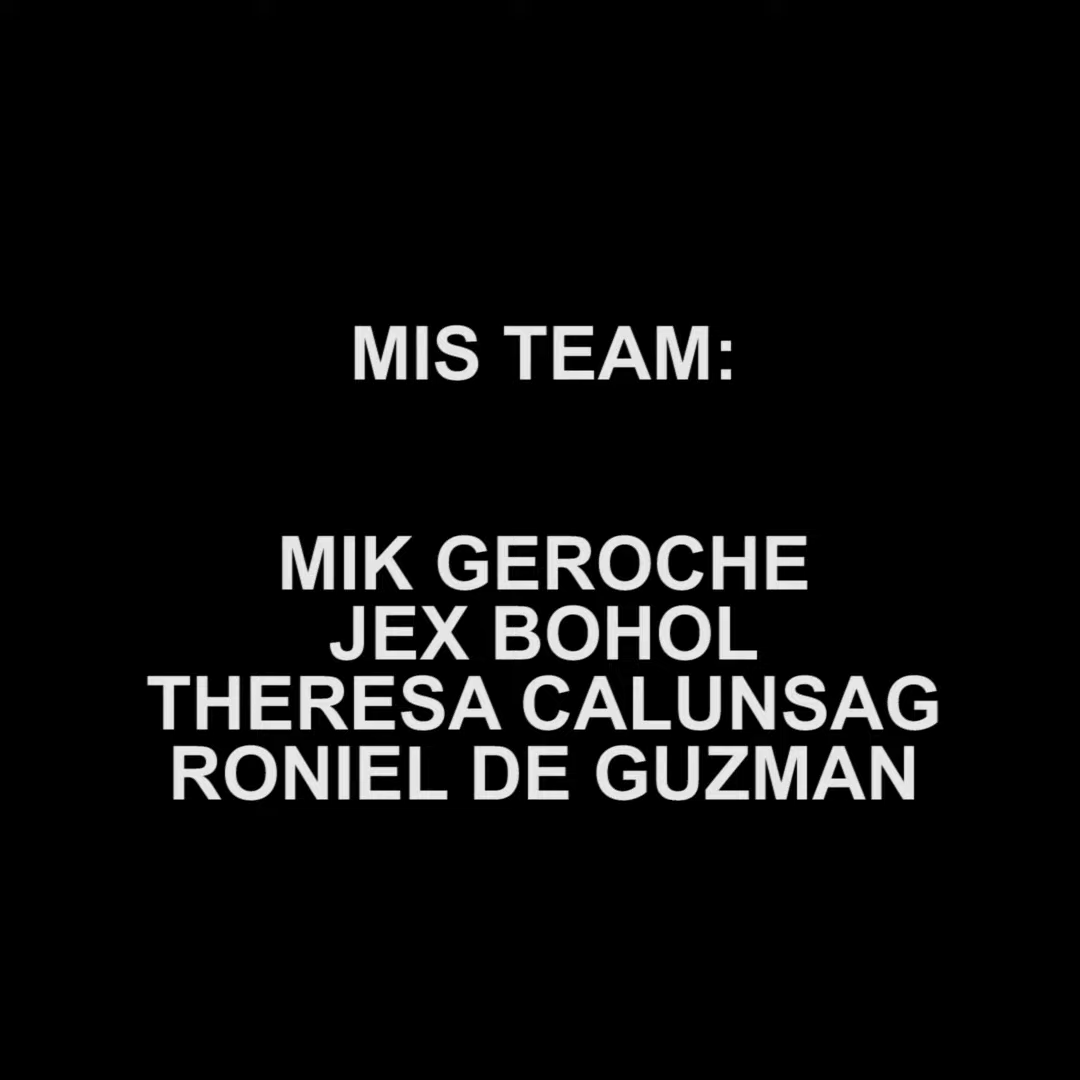 MIS TEAM:
MIK GEROCHE
JEX BOHOL
THERESA CALUNSAG
RONIEL DE GUZMAN